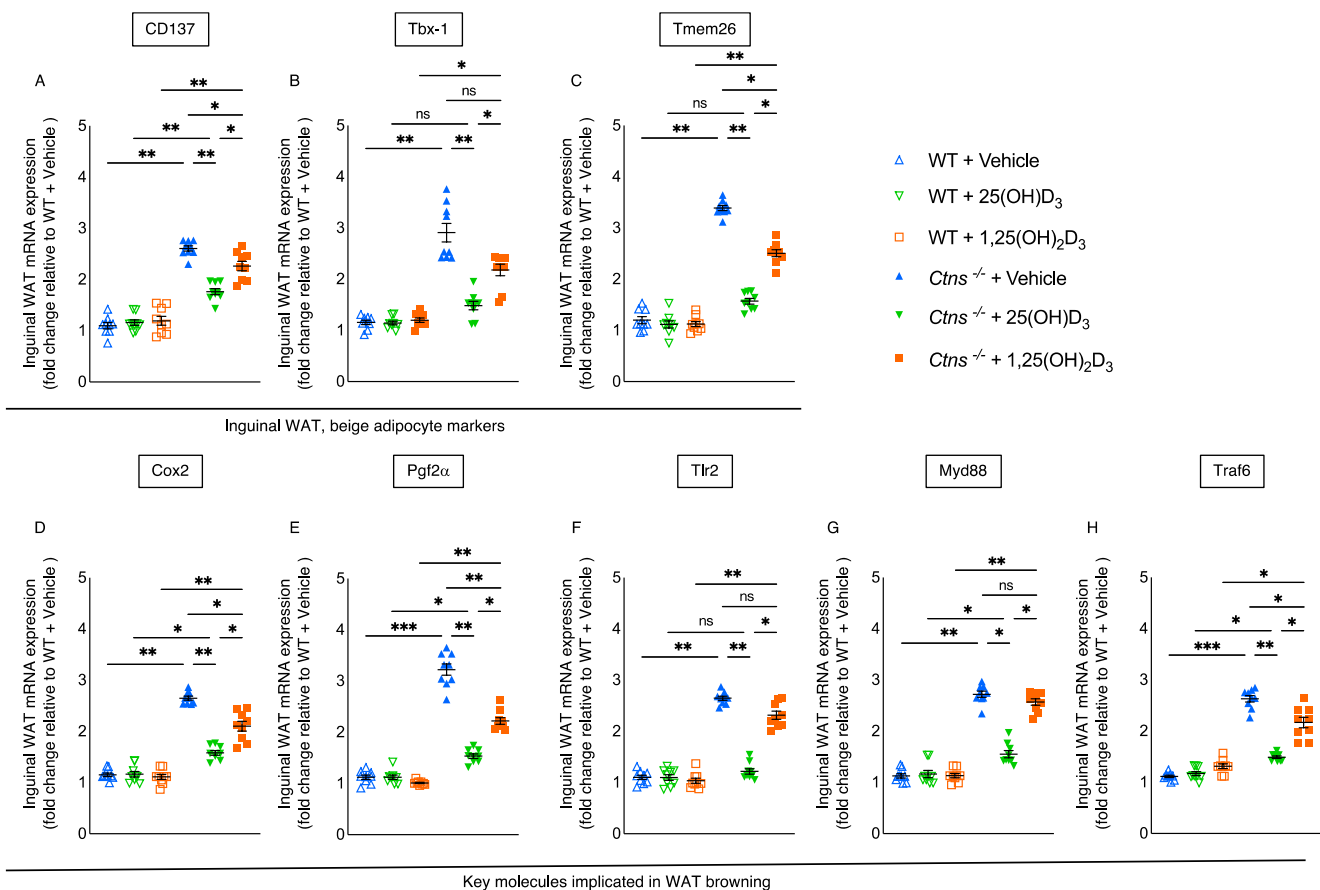 CD137
Tbx-1
Tmem26
A
B
C
Inguinal WAT mRNA expression
(fold change relative to WT + Vehicle )
5
4
3
2
1
0
**
*
**
*
**
**
Inguinal WAT mRNA expression
(fold change relative to WT + Vehicle )
5
4
3
2
1
0
*
ns
ns
*
**
**
Inguinal WAT mRNA expression
(fold change relative to WT + Vehicle )
5
4
3
2
1
0
**
*
ns
*
**
**
WT + Vehicle
WT + 25(OH)D3
WT + 1,25(OH)2D3
Ctns -/- + Vehicle
Ctns -/- + 25(OH)D3
Ctns -/- + 1,25(OH)2D3
Inguinal WAT, beige adipocyte markers
Cox2
Pgf2α
Tlr2
Myd88
Traf6
D
E
F
G
H
Inguinal WAT mRNA expression
(fold change relative to WT + Vehicle )
5
4
3
2
1
0
**
*
*
*
**
**
Inguinal WAT mRNA expression
(fold change relative to WT + Vehicle )
5
4
3
2
1
0
**
**
*
*
***
**
Inguinal WAT mRNA expression
(fold change relative to WT + Vehicle )
5
4
3
2
1
0
**
ns
ns
*
**
**
Inguinal WAT mRNA expression
(fold change relative to WT + Vehicle )
5
4
3
2
1
0
**
ns
*
*
**
*
Inguinal WAT mRNA expression
(fold change relative to WT + Vehicle )
5
4
3
2
1
0
*
*
*
*
***
**
Key molecules implicated in WAT browning